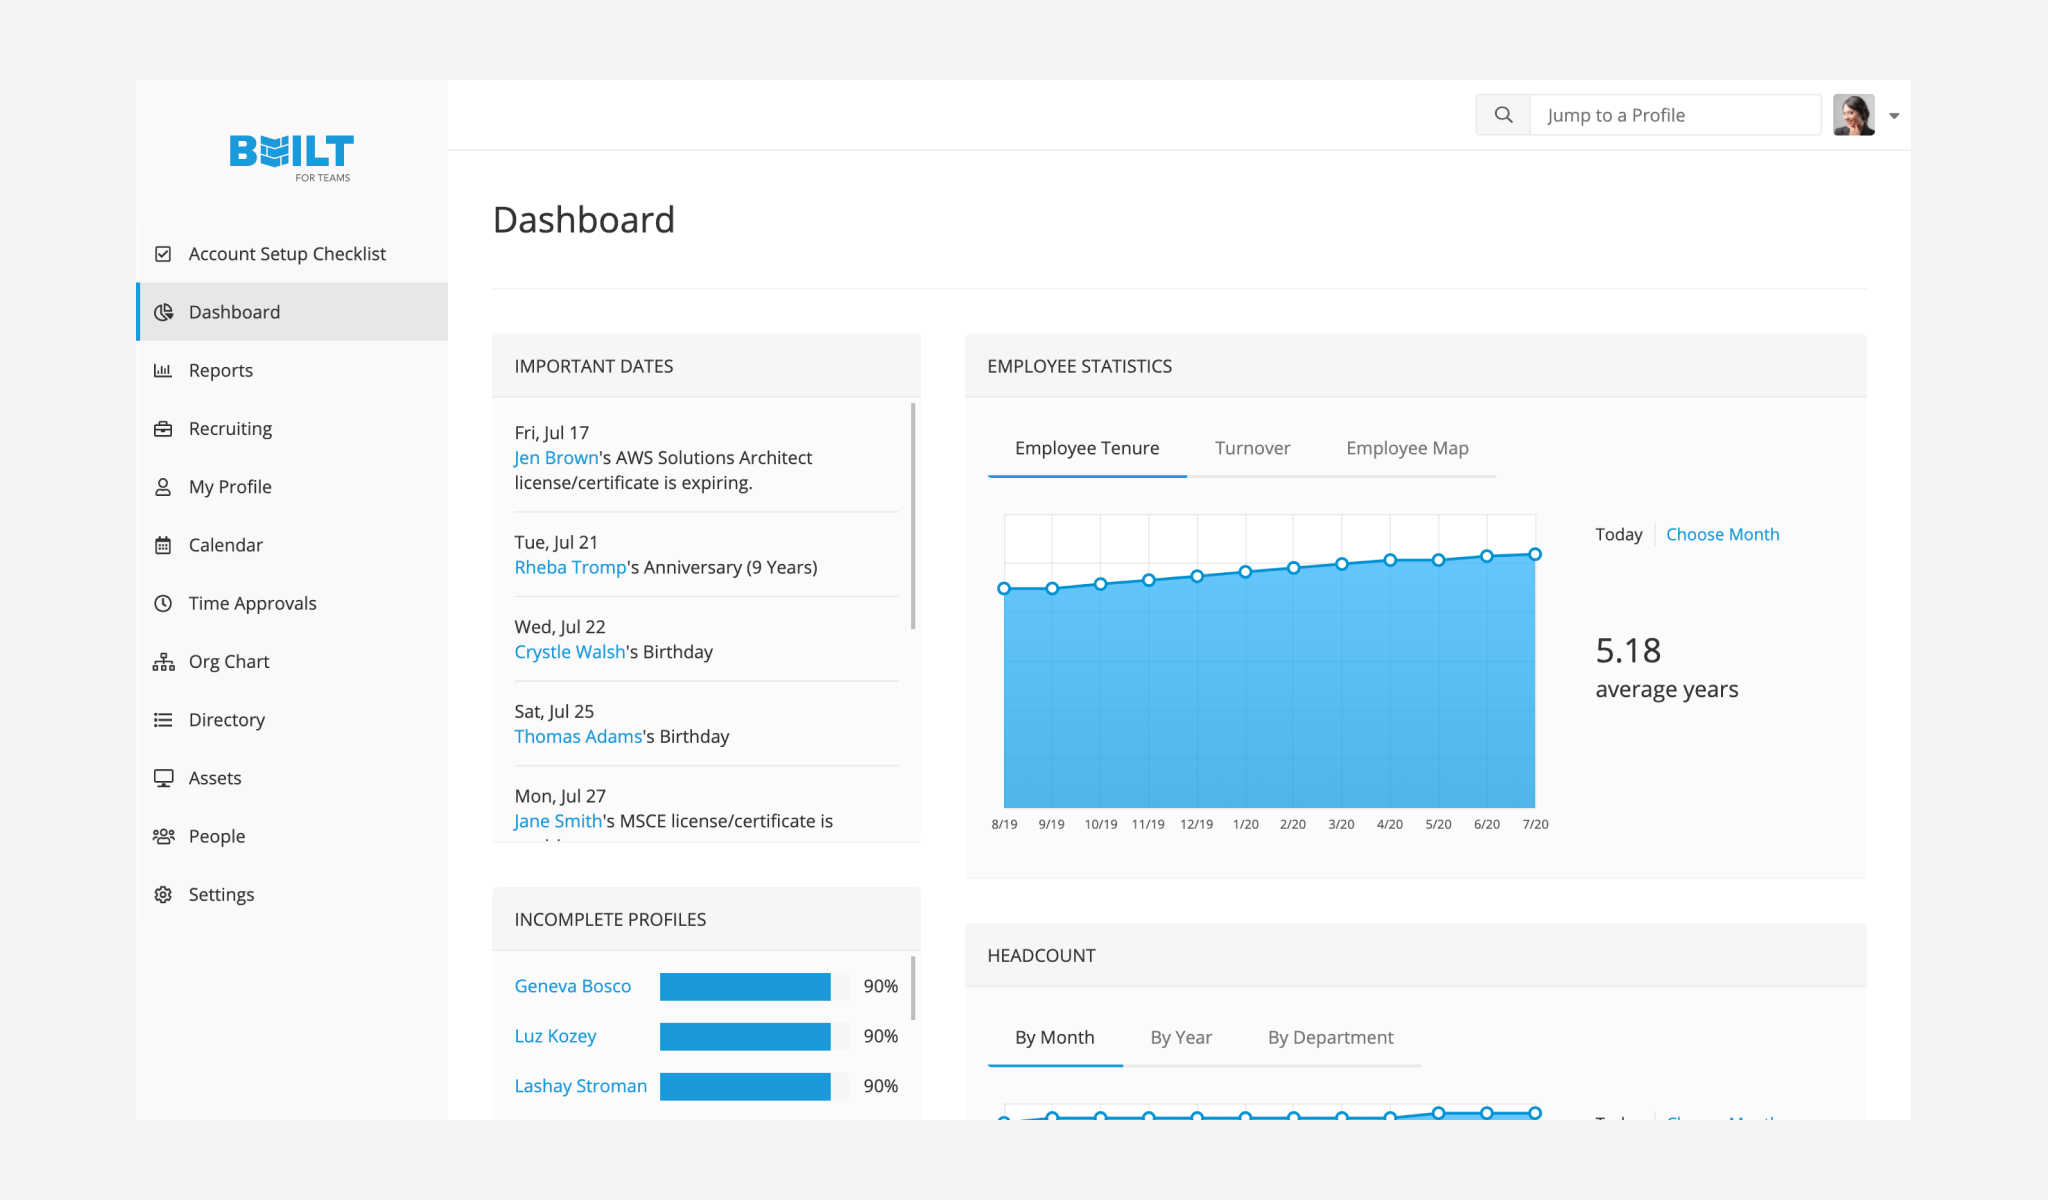 BUILT
FOR TEAMS
Jump to a Profile
Account Setup Checklist
Dashboard
Reports
Recruiting
My Profile
Calendar
Time Approvals
Org Chart
Directory
Assets
People
Settings
Dashboard
IMPORTANT DATES
Fri, Jul 17
Jen Brown's AWS Solutions Architect
license/certificate is expiring.
Tue, Jul 21
Rheba Tromp's Anniversary (9 Years)
Wed, Jul 22
Crystle Walsh's Birthday
Sat, Jul 25
Thomas Adams's Birthday
Mon, Jul 27
Jane Smith's MSCE license/certificate is
INCOMPLETE PROFILES
Geneva Bosco 90%
Luz Kozey 90%
Lashay Stroman 90%
EMPLOYEE STATISTICS
Employee Tenure Turnover Employee Map
Today Choose Month
5.18
average years
8/19 9/19 10/19 11/19 12/19 1/20 2/20 3/20 4/20 5/20 6/20 7/20
HEADCOUNT
By Month By Year By Department